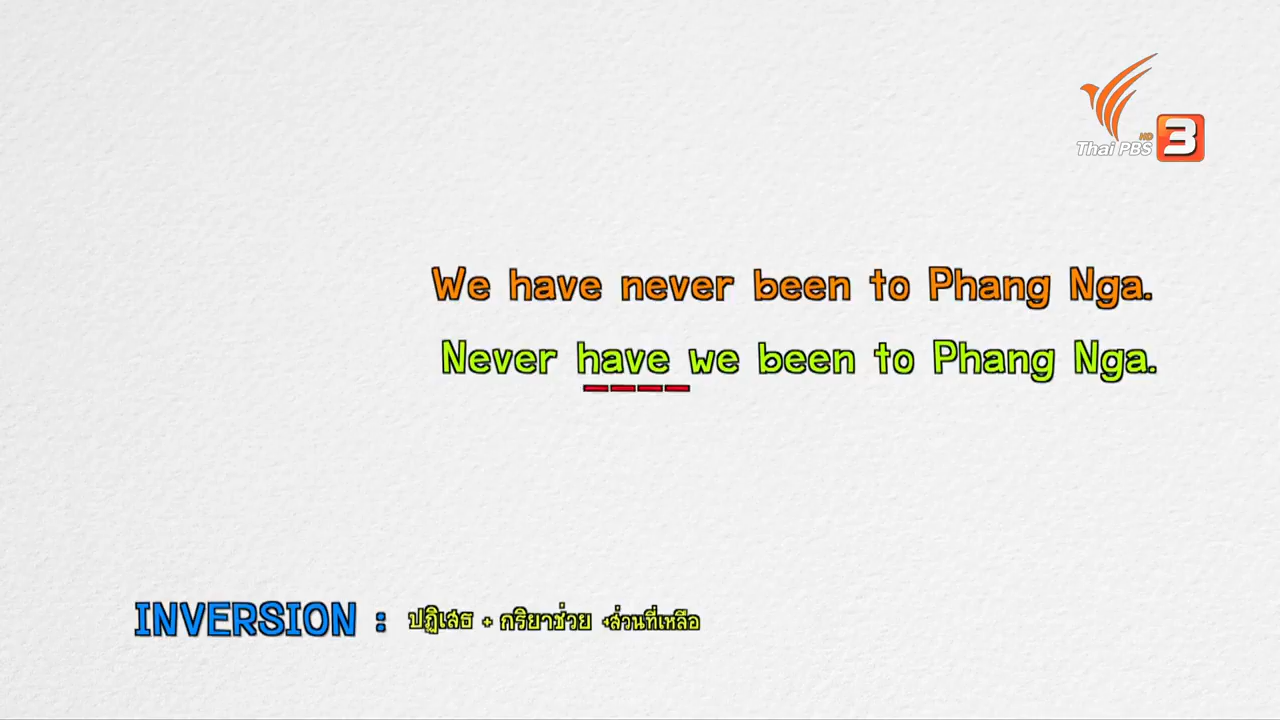 HD
Thai PBS 3
We have never been to Phang Nga.
Never have we been to Phang Nga.
INVERSION : ปฏิเสธ + กริยาช่วย +ส่วนที่เหลือ